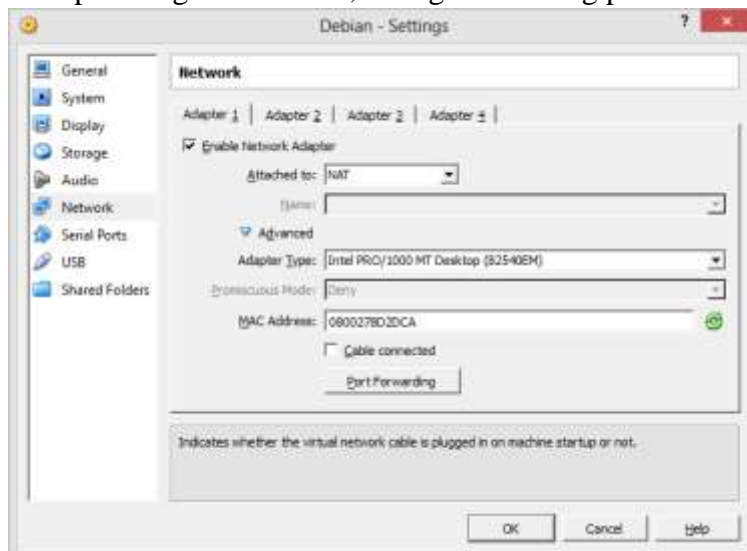 Debian - Settings
?
General
System
Display
Storage
Audio
Network
Serial Ports
USB
Shared Folders
Network
Adapter 1 Adapter 2 Adapter 3 Adapter 4
Enable Network Adapter
Attached to: NAT
Name:
Advanced
Adapter Type: Intel PRO/1000 MT Desktop (82540EM)
Promiscuous Mode: Deny
MAC Address: 0800278D2DCA
Cable connected
Port Forwarding
Indicates whether the virtual network cable is plugged in on machine startup or not.
OK Cancel Help